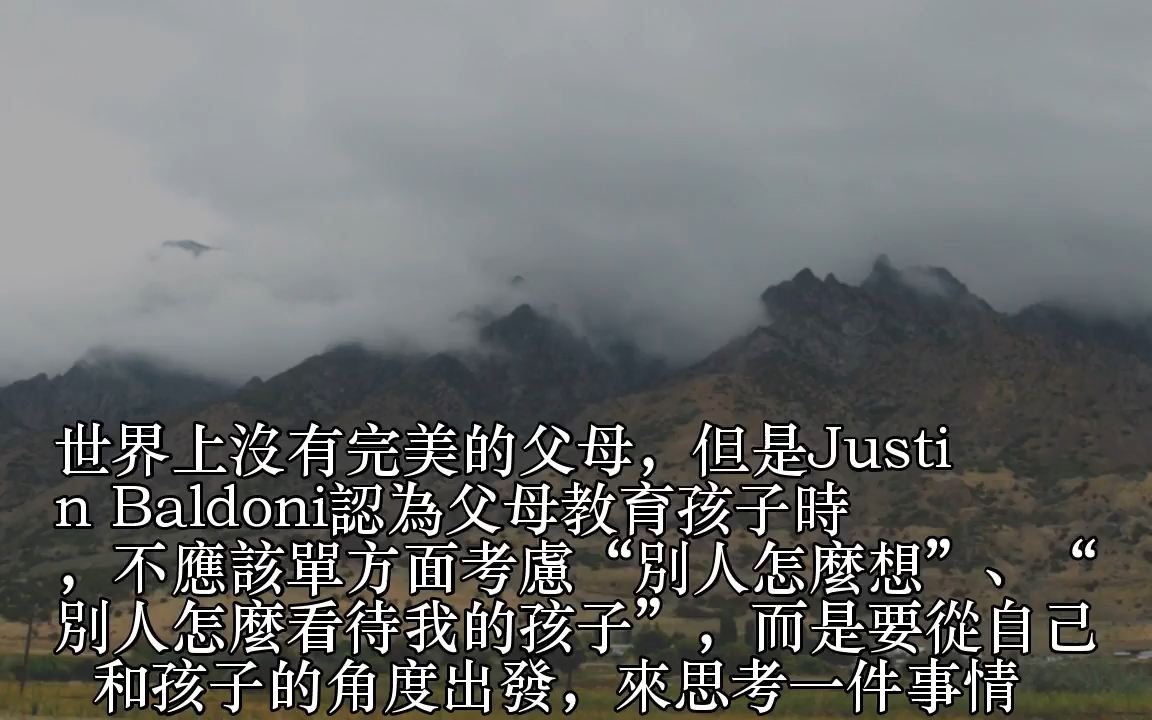 世界上沒有完美的父母，但是Justi
n Baldoni認為父母教育孩子時
，不應該單方面考慮“別人怎麼想”、“
別人怎麼看待我的孩子”，而是要從自己
和孩子的角度出發，來思考一件事情